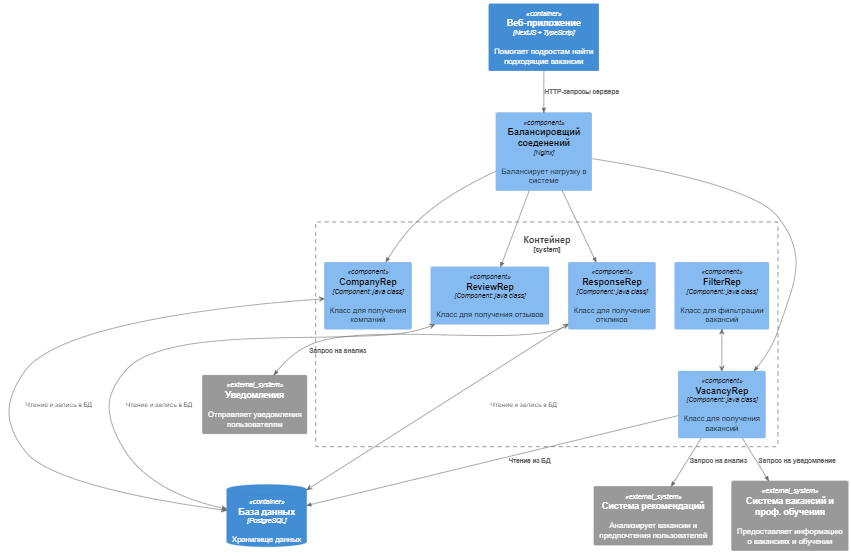 «container»
Веб-приложение
[NextJS + TypeScrip]
Помогает подростам найти
подходящие вакансии
HTTP-запросы сервера
«component»
Балансировщий
соеденений
[Nginx]
Балансирует нагрузку в
системе
Контейнер
[system]
«component»
CompanyRep
[Component: java class]
Класс для получения
компаний
«component»
ReviewRep
[Component: java class]
Класс для получения отзывов
«component»
ResponseRep
[Component: java class]
Класс для получения
откликов
«component»
FilterRep
[Component: java class]
Класс для фильтрации
вакансий
Запрос на анализ
«external_system»
Уведомления
Отправляет уведомления
пользователям
«component»
VacancyRep
[Component: java class]
Класс для получения
вакансий
Чтение и запись в БД
Чтение и запись в БД
Чтение и запись в БД
Чтение из БД
Запрос на анализ
Запрос на уведомление
«container»
База данных
[PostgreSQL]
Хранилище данных
«external_system»
Система рекомендаций
Анализирует вакансии и
предпочтения пользователей
«external_system»
Система вакансий и
проф. обучения
Предоставляет информацию
о вакансиях и обучении